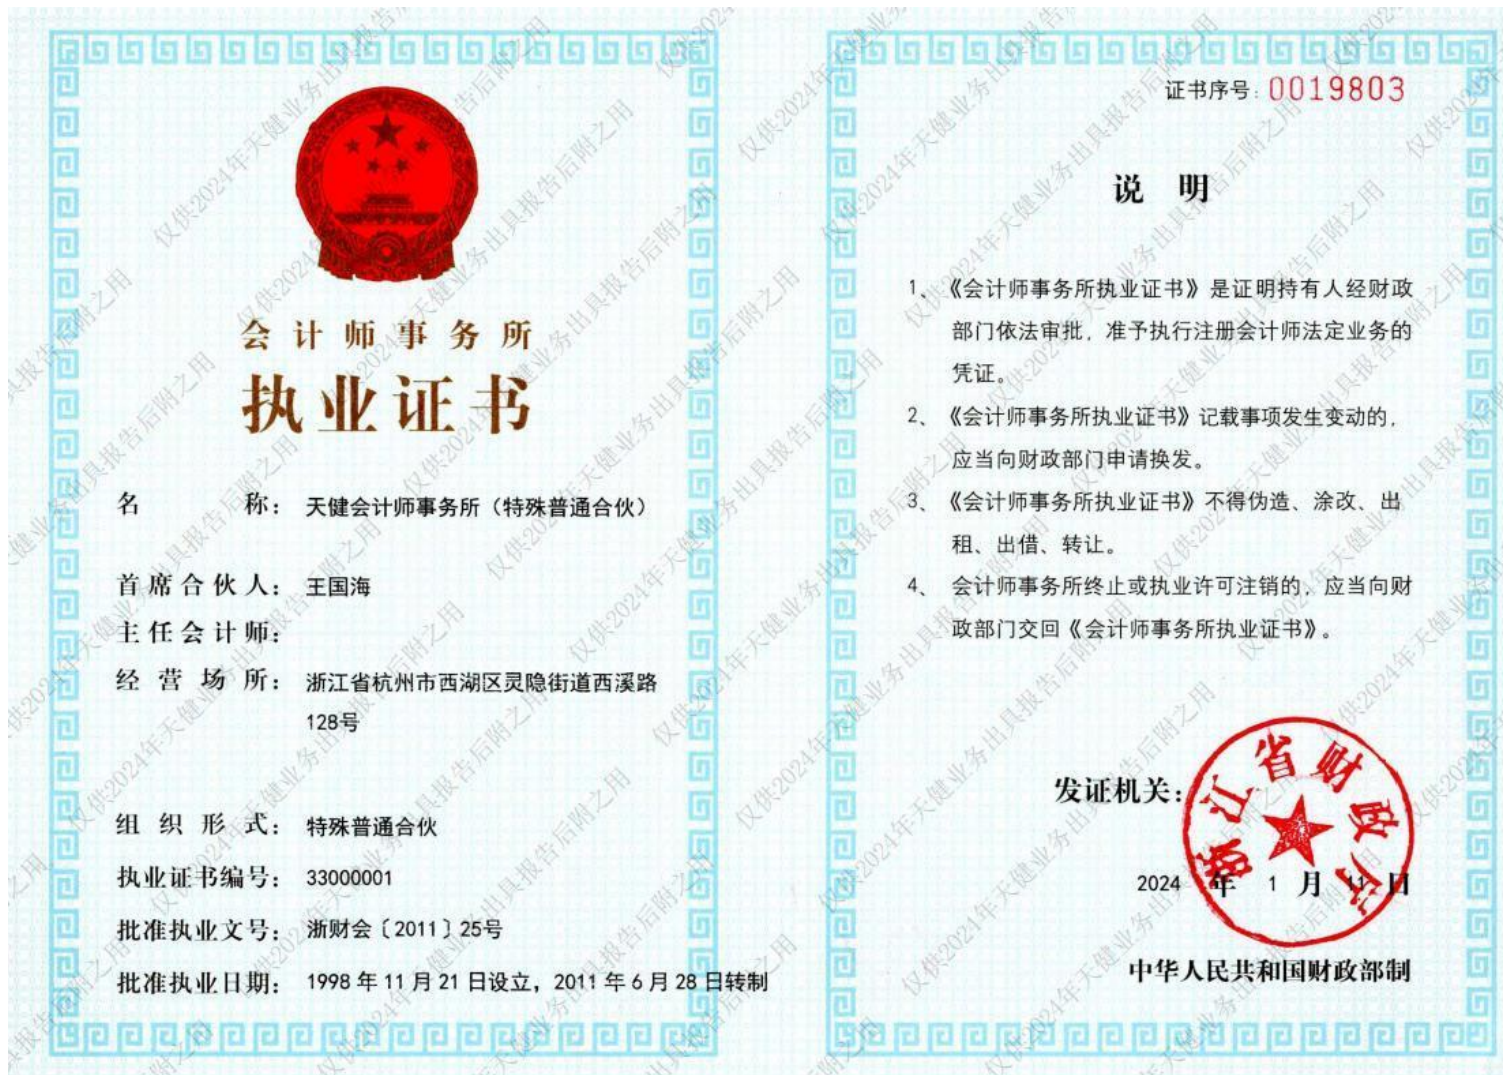 会计师事务所
执业证书
名称：天健会计师事务所（特殊普通合伙）
首席合伙人：王国海
主任会计师：
经营场所：浙江省杭州市西湖区灵隐街道西溪路
128号
组织形式：特殊普通合伙
执业证书编号：33000001
批准执业文号：浙财会〔2011〕25号
批准执业日期：1998年11月21日设立，2011年6月28日转制
证书序号：0019803
说明
1、《会计师事务所执业证书》是证明持有人经财政
部门依法审批，准予执行注册会计师法定业务的
凭证。
2、《会计师事务所执业证书》记载事项发生变动的，
应当向财政部门申请换发。
3、《会计师事务所执业证书》不得伪造、涂改、出
租、出借、转让。
4、会计师事务所终止或执业许可注销的，应当向财
政部门交回《会计师事务所执业证书》。
发证机关：
浙江省财政厅
2024年1月11日
中华人民共和国财政部制
仅供2024年天健业务出具报告后附之用